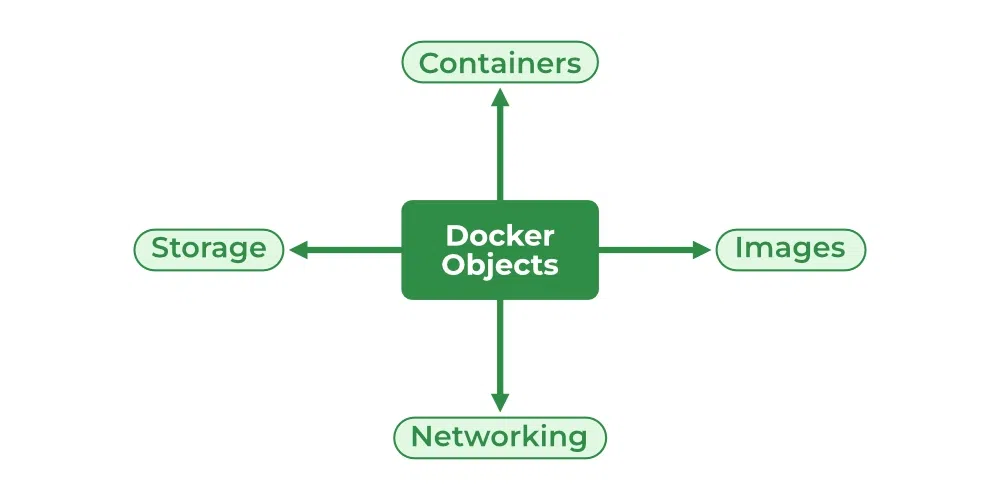 Containers
Storage
Docker
Objects
Images
Networking